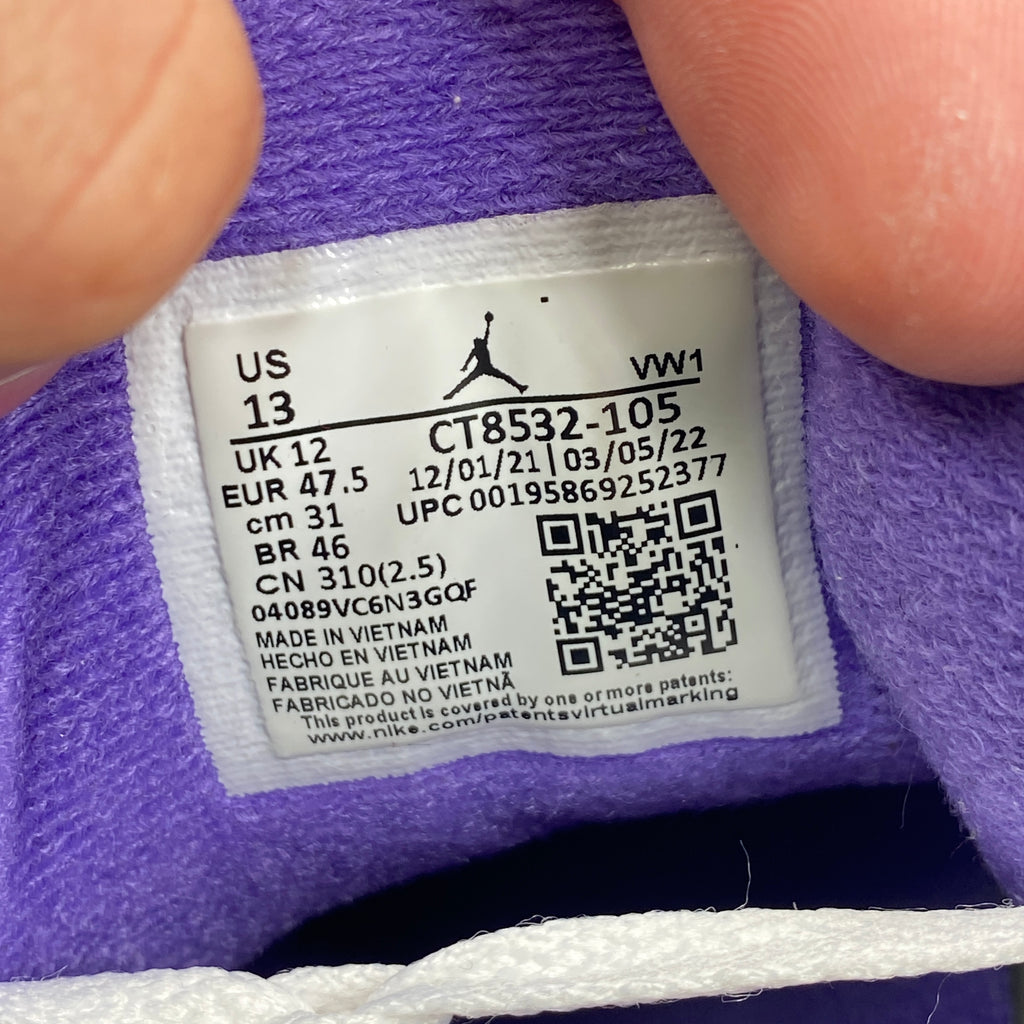 US
13
VW1
CT8532-105
UK 12
12/01/21 | 03/05/22
EUR 47.5
UPC 00195869252377
cm 31
BR 46
CN 310(2.5)
04089VC6N3GQF
MADE IN VIETNAM
HECHO EN VIETNAM
FABRIQUE AU VIETNAM
FABRICADO NO VIETNÃ
This product is covered by one or more patents:
www.nike.com/patentsvirtualmarking